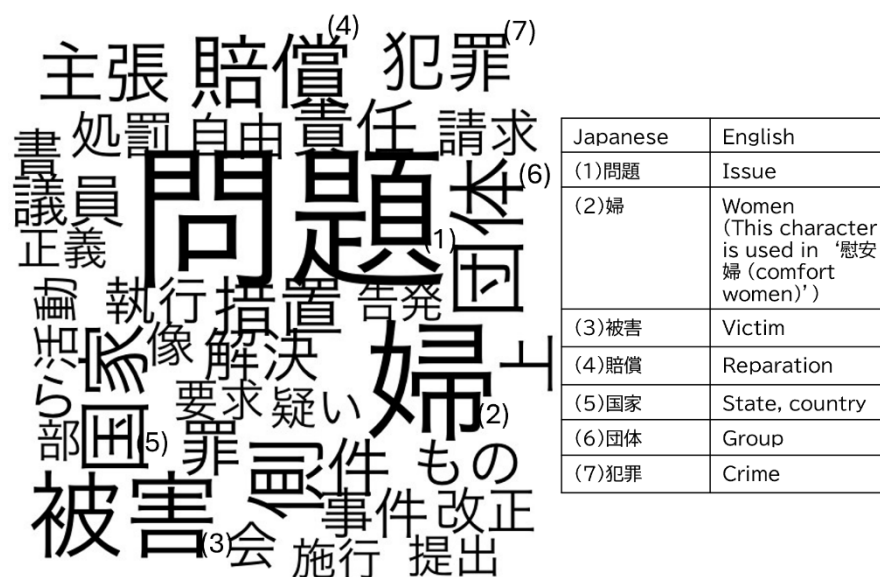 主張 賠償(4) 犯罪(7)
書 処罰 自由 責任 請求
議員 問題(1) 団体(6)
正義
執行 措置 告発
活動 像 解決 婦(2) 上
ら 国家(5) 要求 疑い
部 罪 側 件 もの
被害(3) 会 事件 改正
施行 提出
Japanese English
(1)問題 Issue
(2)婦 Women
(This character
is used in ‘慰安
婦 (comfort
women)’)
(3)被害 Victim
(4)賠償 Reparation
(5)国家 State, country
(6)団体 Group
(7)犯罪 Crime